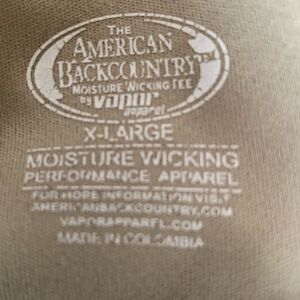 THE
AMERICAN
BACKCOUNTRY
MOISTURE WICKING TEE
by VAPOR
apparel
X-LARGE
MOISTURE WICKING
PERFORMANCE APPAREL
FOR MORE INFORMATION VISIT
AMERICANBACKCOUNTRY.COM
VAPORAPPAREL.COM
MADE IN COLOMBIA